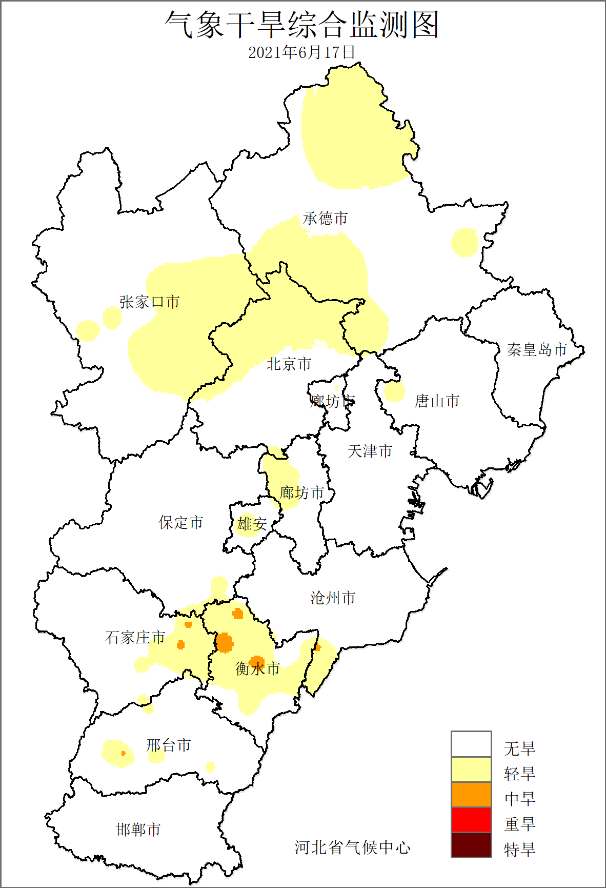 气象干旱综合监测图
2021年6月17日
承德市
张家口市
秦皇岛市
北京市
廊坊市
唐山市
天津市
廊坊市
保定市
雄安
沧州市
石家庄市
衡水市
邢台市
邯郸市
无旱
轻旱
中旱
重旱
特旱
河北省气候中心